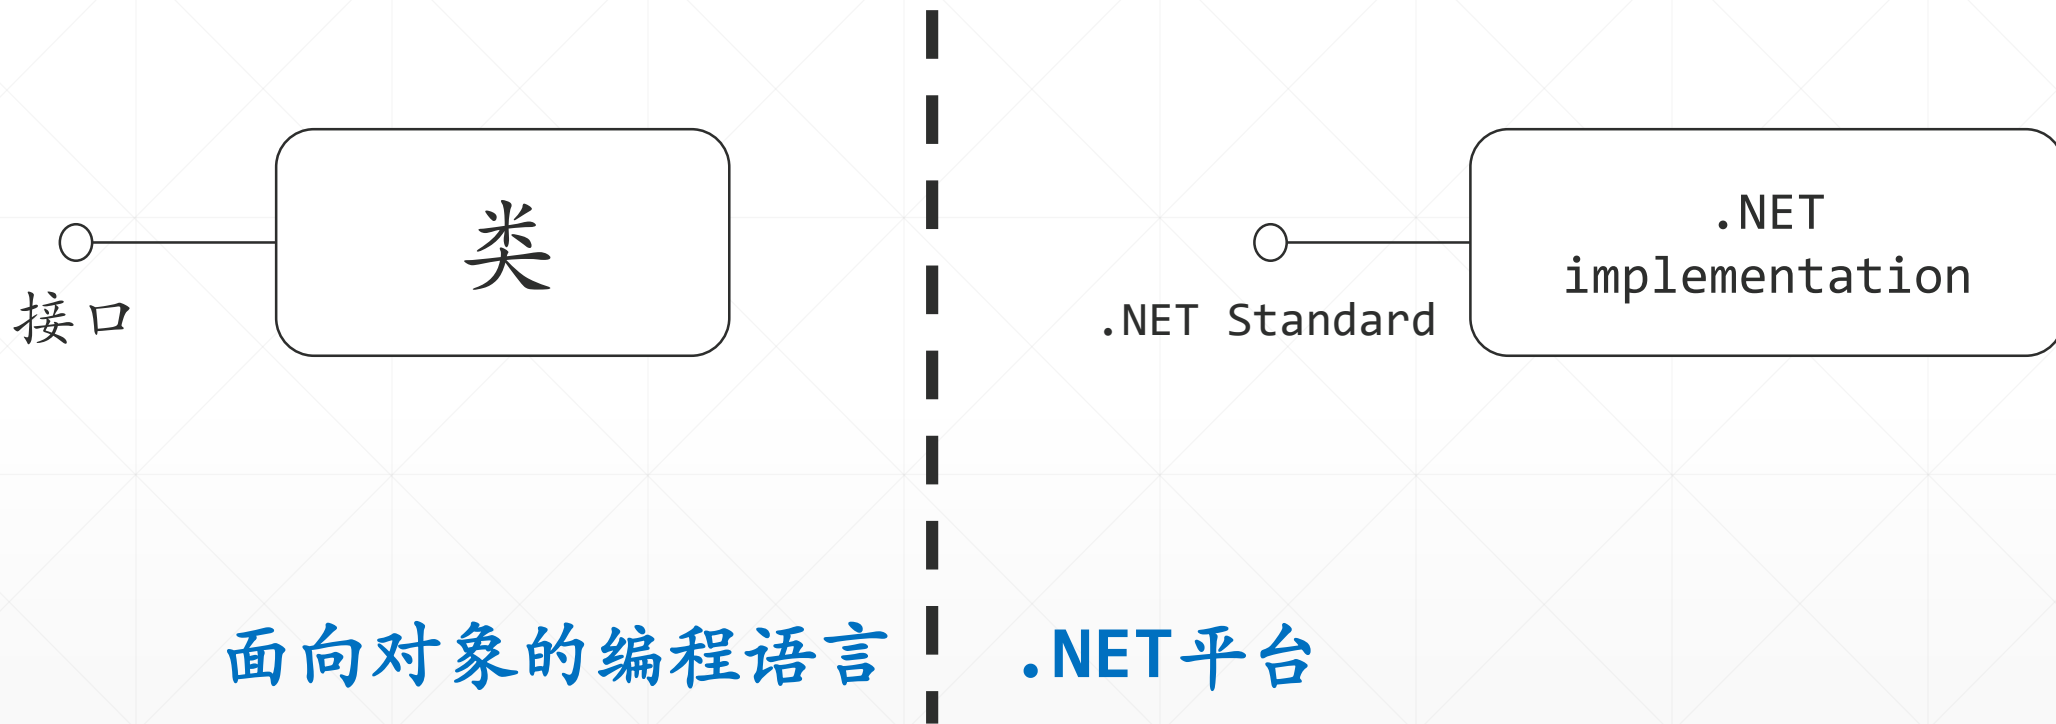 类
接口
面向对象的编程语言
.NET
implementation
.NET Standard
.NET平台